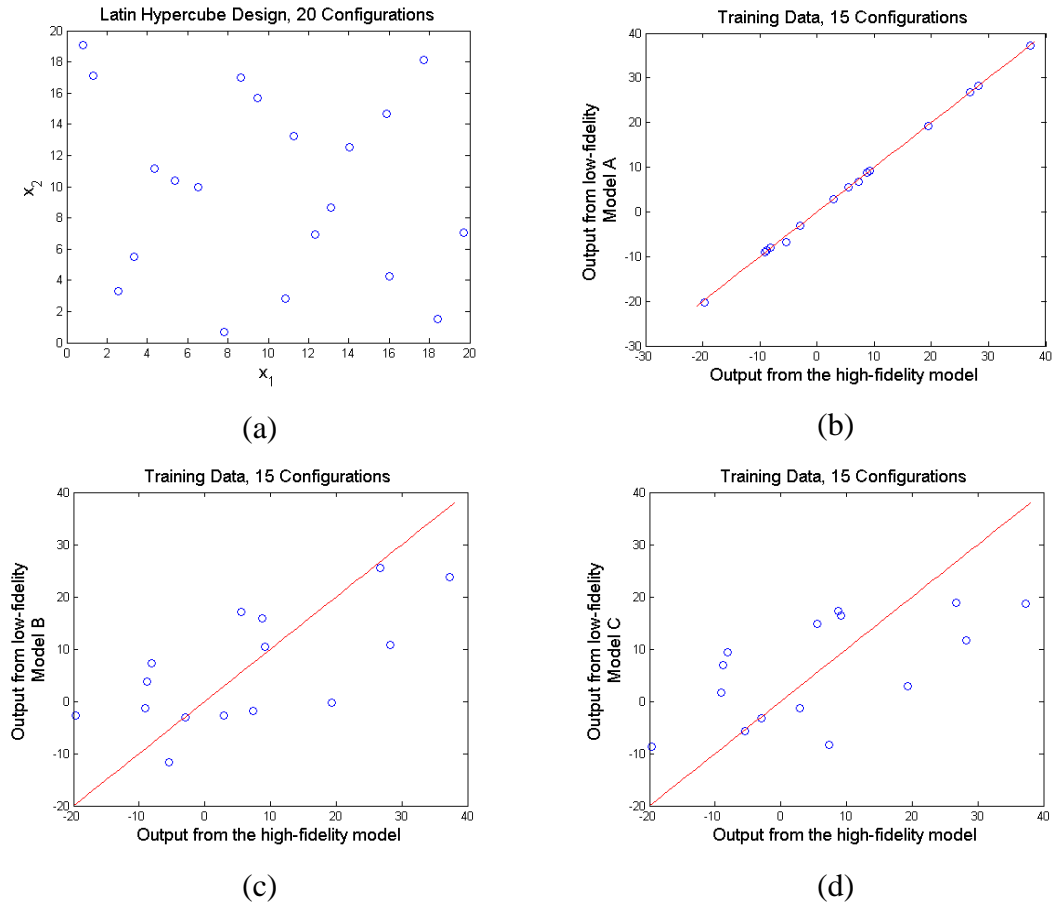 Latin Hypercube Design, 20 Configurations
20
18
16
14
12
10
8
6
4
2
0
x_2
0 2 4 6 8 10 12 14 16 18 20
x_1
(a)
Training Data, 15 Configurations
40
30
20
10
0
-10
-20
-30
Output from low-fidelity
Model A
-30 -20 -10 0 10 20 30 40
Output from the high-fidelity model
(b)
Training Data, 15 Configurations
40
30
20
10
0
-10
-20
Output from low-fidelity
Model B
-20 -10 0 10 20 30 40
Output from the high-fidelity model
(c)
Training Data, 15 Configurations
40
30
20
10
0
-10
-20
Output from low-fidelity
Model C
-20 -10 0 10 20 30 40
Output from the high-fidelity model
(d)